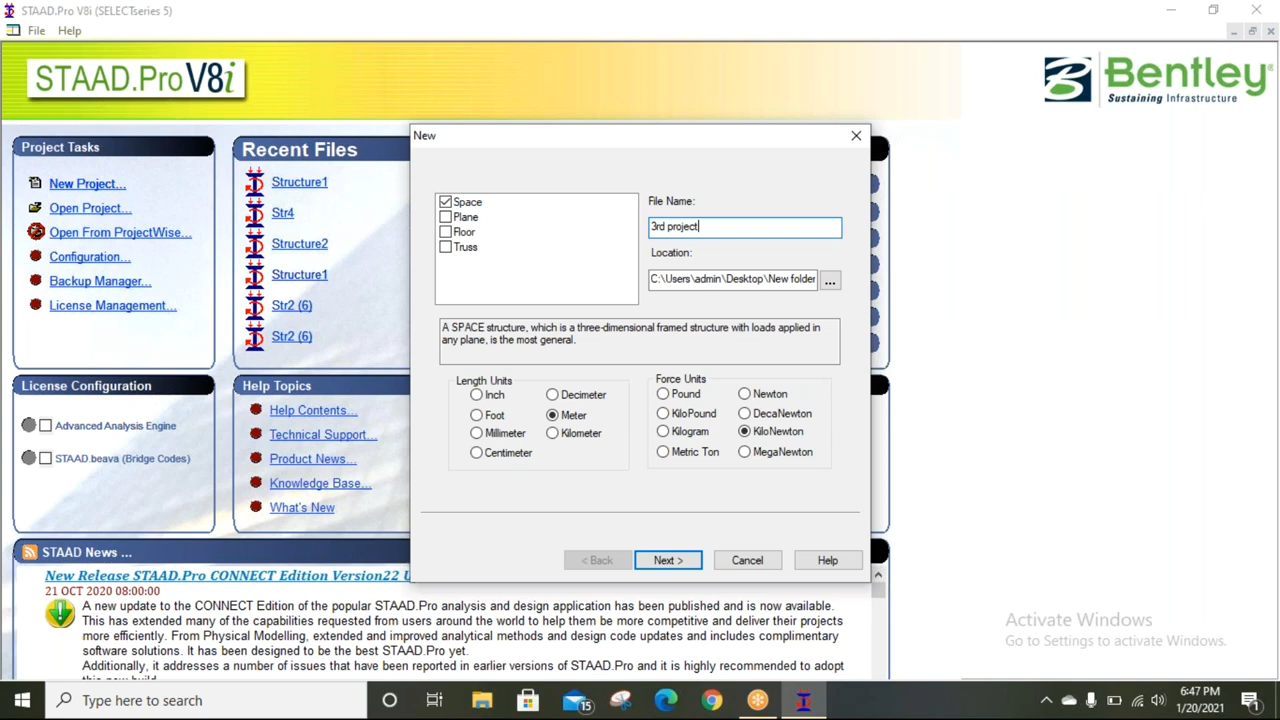 STAAD.Pro V8i (SELECTseries 5)
File Help
STAAD.Pro V8i
Bentley®
Sustaining Infrastructure
Project Tasks
New Project...
Open Project...
Open From ProjectWise...
Configuration...
Backup Manager...
License Management...
Recent Files
Structure1
Str4
Structure2
Structure1
Str2 (6)
Str2 (6)
License Configuration
Advanced Analysis Engine
STAAD.beava (Bridge Codes)
Help Topics
Help Contents...
Technical Support...
Product News...
Knowledge Base...
What's New
New
Space
Plane
Floor
Truss
File Name:
3rd project
Location:
C:\Users\admin\Desktop\New folder
...
A SPACE structure, which is a three-dimensional framed structure with loads applied in
any plane, is the most general.
Length Units
Inch Decimeter
Foot Meter
Millimeter Kilometer
Centimeter
Force Units
Pound Newton
KiloPound DecaNewton
Kilogram KiloNewton
Metric Ton MegaNewton
< Back Next > Cancel Help
STAAD News ...
New Release STAAD.Pro CONNECT Edition Version22
21 OCT 2020 08:00:00
A new update to the CONNECT Edition of the popular STAAD.Pro analysis and design application has been published and is now available.
This has extended many of the capabilities requested from users around the world to help them be more competitive and deliver their projects
more efficiently. From Physical Modelling, extended and improved analytical methods and design code updates and includes complimentary
software solutions. It has been designed to be the best STAAD.Pro yet.
Additionally, it addresses a number of issues that have been reported in earlier versions of STAAD.Pro and it is highly recommended to adopt
Activate Windows
Go to Settings to activate Windows.
Type here to search
15
6:47 PM
1/20/2021
1